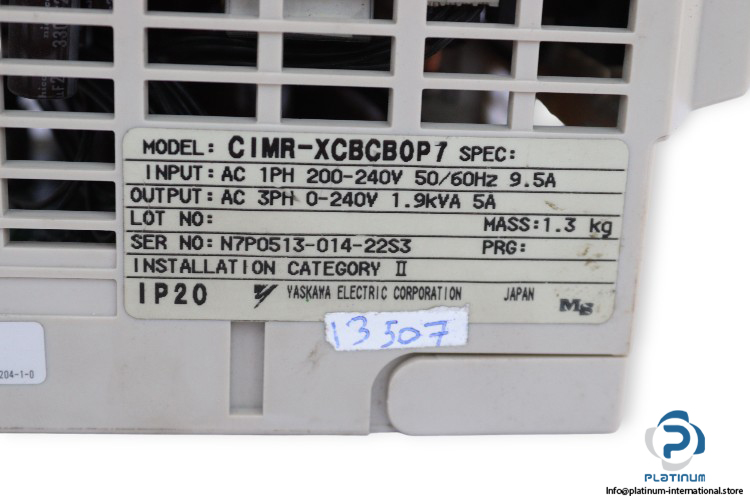 MODEL: CIMR-XCBCB0P7 SPEC:
INPUT: AC 1PH 200-240V 50/60Hz 9.5A
OUTPUT: AC 3PH 0-240V 1.9kVA 5A
LOT NO: MASS: 1.3 kg
SER NO: N7P0513-014-22S3 PRG:
INSTALLATION CATEGORY II
IP20 YASKAWA ELECTRIC CORPORATION JAPAN
13507
204-1-0
PLATINUM
Info@platinum-international.store